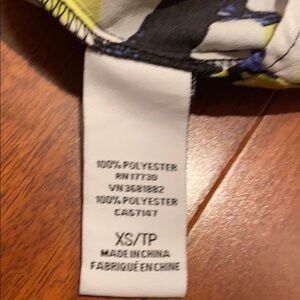 100% POLYESTER
RN 17730
VN 3681882
100% POLYESTER
CA57147
XS/TP
MADE IN CHINA
FABRIQUÉ EN CHINE